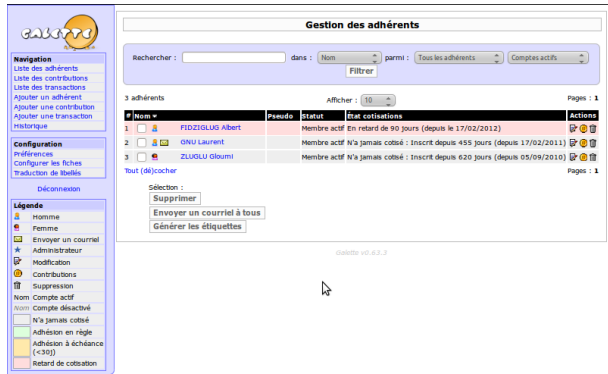 GALETTE
Navigation
Liste des adhérents
Liste des contributions
Liste des transactions
Ajouter un adhérent
Ajouter une contribution
Ajouter une transaction
Historique
Configuration
Préférences
Configurer les fiches
Traduction de libellés
Déconnexion
Légende
Homme
Femme
Envoyer un courriel
Administrateur
Modification
Contributions
Suppression
Nom Compte actif
Nom Compte désactivé
N'a jamais cotisé
Adhésion en règle
Adhésion à échéance
(<30j)
Retard de cotisation
Gestion des adhérents
Rechercher : dans : Nom parmi : Tous les adhérents Comptes actifs
Filtrer
3 adhérents Afficher : 10 Pages : 1
# Nom Pseudo Statut État cotisations Actions
1 FIDZIGLUG Albert Membre actif En retard de 90 jours (depuis le 17/02/2012)
2 GNU Laurent Membre actif N'a jamais cotisé : Inscrit depuis 455 jours (depuis 17/02/2011)
3 ZLUGLU Gloumi Membre actif N'a jamais cotisé : Inscrit depuis 620 jours (depuis 05/09/2010)
Tout (dé)cocher Pages : 1
Sélection :
Supprimer
Envoyer un courriel à tous
Générer les étiquettes